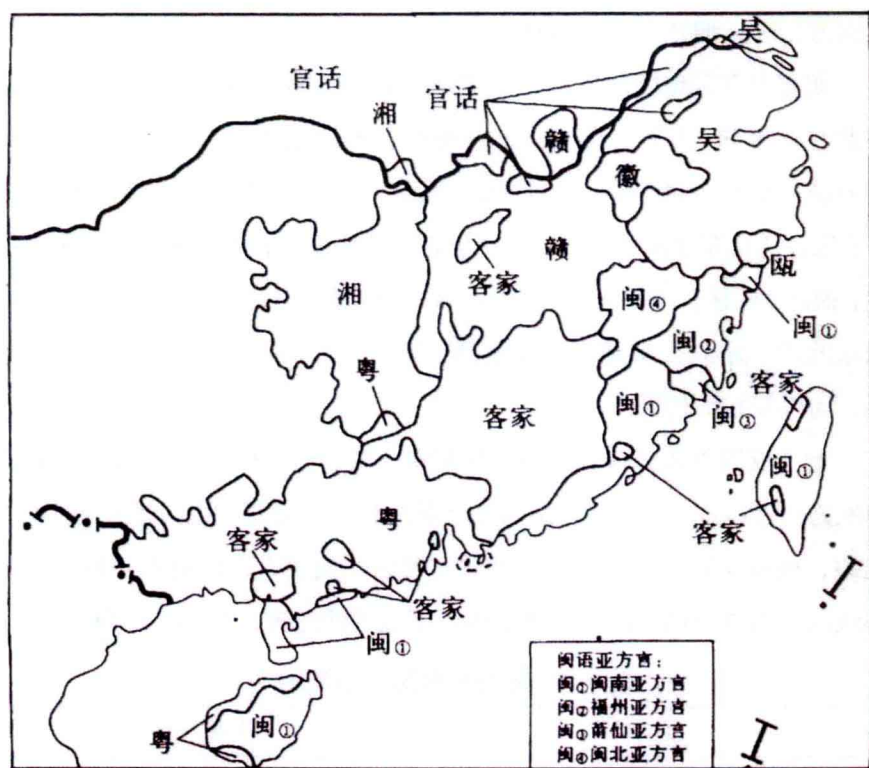 吴
官话
官话
湘
赣
吴
徽
赣
瓯
客家
闽④
湘
闽①
闽②
粤
客家
客家
闽①
闽③
闽①
粤
客家
客家
客家
闽①
粤
闽①
闽语亚方言：
闽①闽南亚方言
闽②福州亚方言
闽③莆仙亚方言
闽④闽北亚方言